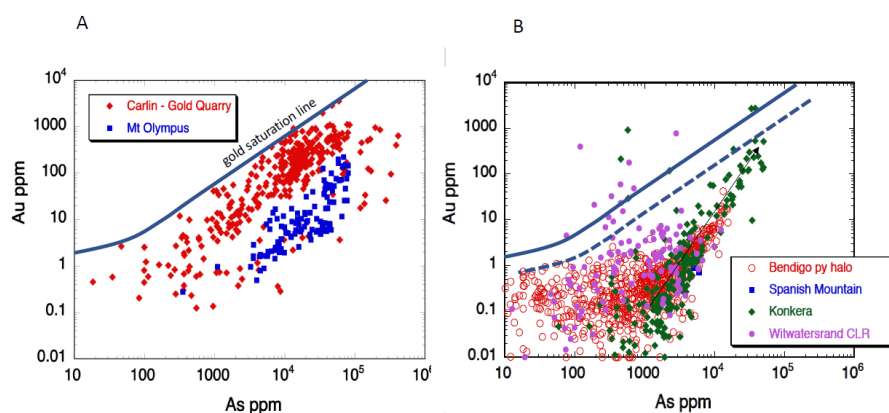 A
B
10⁴
1000
100
10
1
0.1
0.01
Au ppm
Carlin - Gold Quarry
Mt Olympus
gold saturation line
10
100
1000
10⁴
10⁵
10⁶
As ppm
10⁴
1000
100
10
1
0.1
0.01
Au ppm
Bendigo py halo
Spanish Mountain
Konkera
Witwatersrand CLR
10
100
1000
10⁴
10⁵
10⁶
As ppm